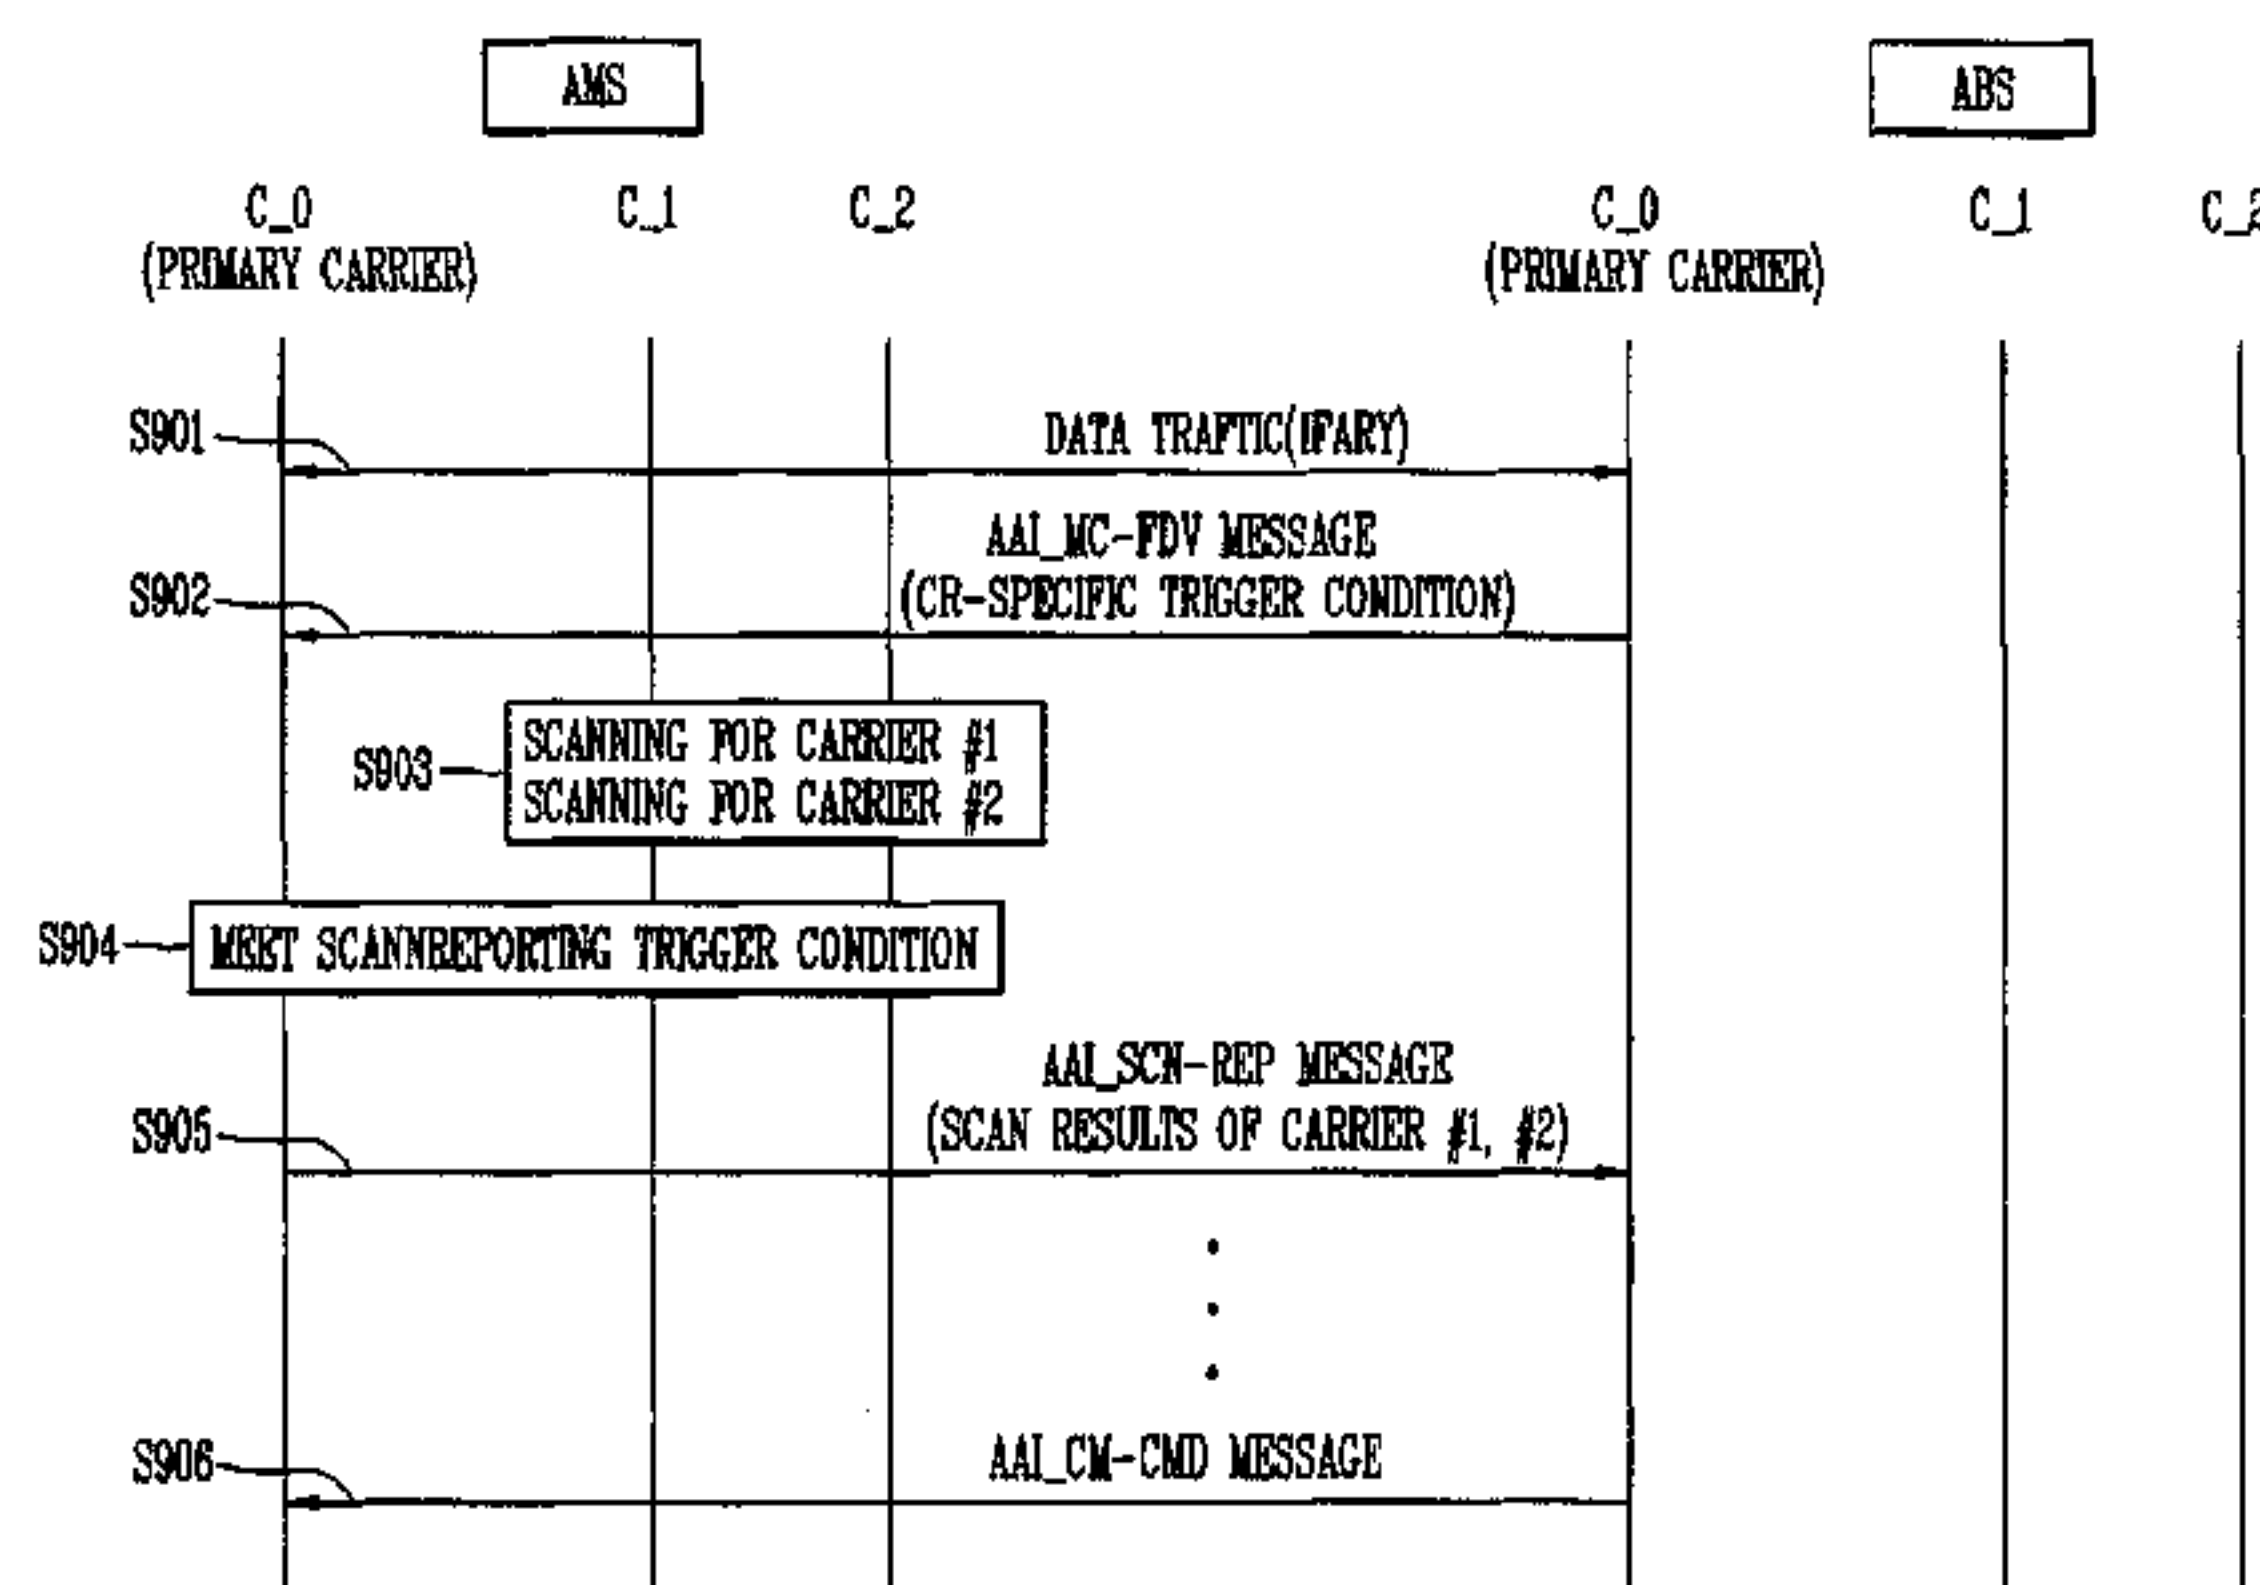 AMS
ABS
C_0
C_1
C_2
C_0
C_1
C_2
(PRIMARY CARRIER)
(PRIMARY CARRIER)
S901
DATA TRAFTIC(IFARY)
AAI_MC-FDV MESSAGE
S902
(CR-SPECIFIC TRIGGER CONDITION)
SCANNING FOR CARRIER #1
S903
SCANNING FOR CARRIER #2
S904
MEET SCANNREPORTING TRIGGER CONDITION
AAI_SCN-REP MESSAGE
S905
(SCAN RESULTS OF CARRIER #1, #2)
AAI_CM-CMD MESSAGE
S906